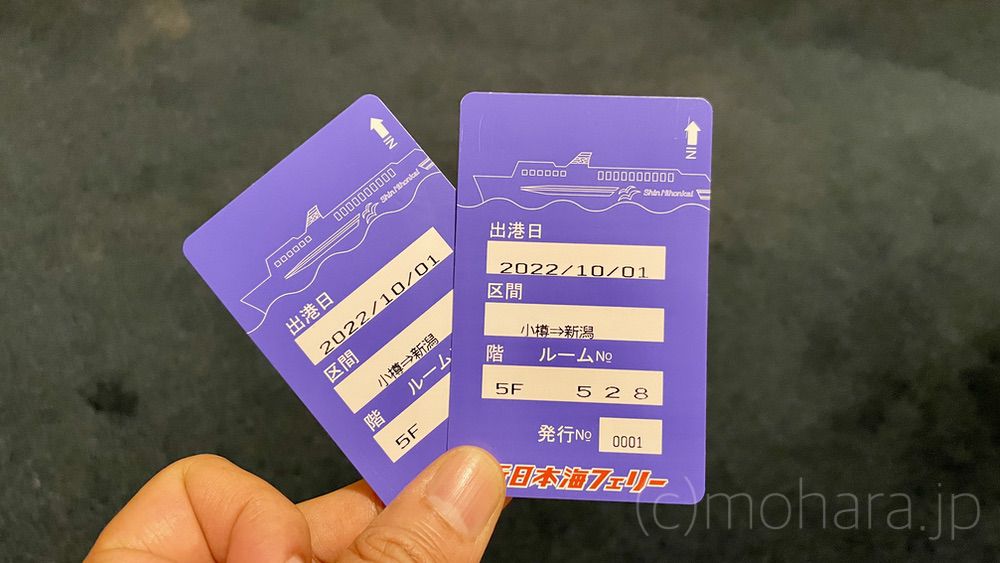 IN
Shin Nihonkai
出港日
2022/10/01
区間
小樽⇒新潟
階 ルーム
5F
IN
Shin Nihonkai
出港日
2022/10/01
区間
小樽⇒新潟
階 ルーム№
5F 528
発行№ 0001
日本海フェリー
(c)mohara.jp